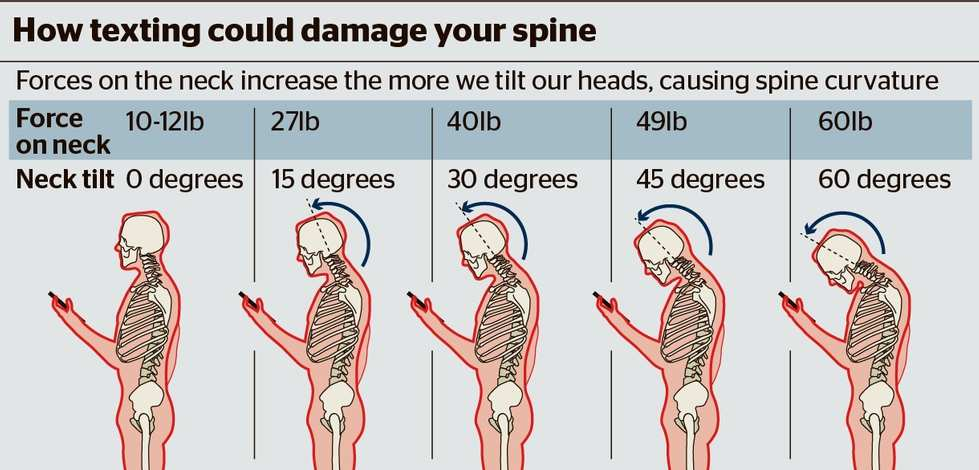 How texting could damage your spine
Forces on the neck increase the more we tilt our heads, causing spine curvature
Force on neck 10-12lb 27lb 40lb 49lb 60lb
Neck tilt 0 degrees 15 degrees 30 degrees 45 degrees 60 degrees